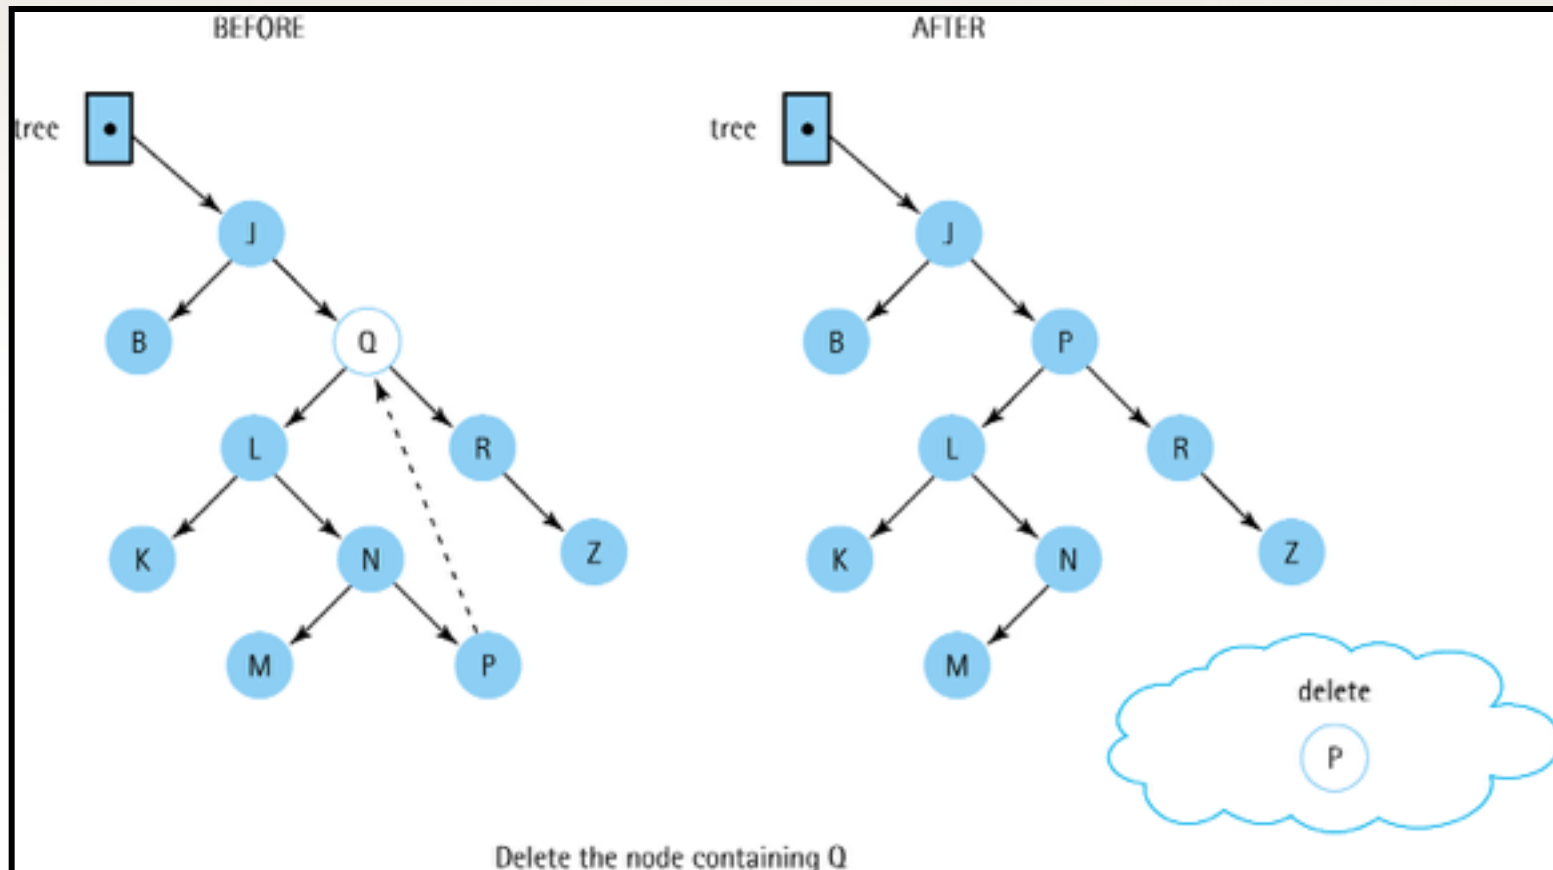 BEFORE
AFTER
tree
tree
J
J
B
Q
B
P
L
R
L
R
K
N
Z
K
N
Z
M
P
M
delete
P
Delete the node containing Q